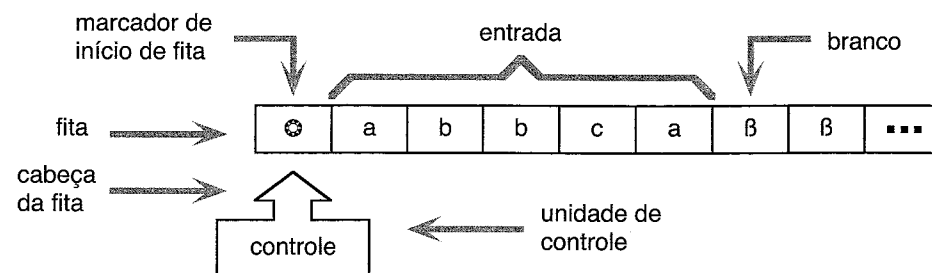 marcador de
início de fita
entrada
branco
fita
a b b c a ß ß ...
cabeça
da fita
controle
unidade de
controle